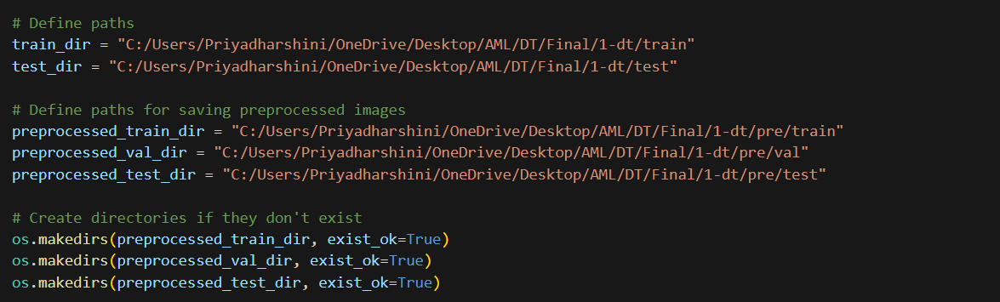 # Define paths
train_dir = "C:/Users/Priyadharshini/OneDrive/Desktop/AML/DT/Final/1-dt/train"
test_dir = "C:/Users/Priyadharshini/OneDrive/Desktop/AML/DT/Final/1-dt/test"
# Define paths for saving preprocessed images
preprocessed_train_dir = "C:/Users/Priyadharshini/OneDrive/Desktop/AML/DT/Final/1-dt/pre/train"
preprocessed_val_dir = "C:/Users/Priyadharshini/OneDrive/Desktop/AML/DT/Final/1-dt/pre/val"
preprocessed_test_dir = "C:/Users/Priyadharshini/OneDrive/Desktop/AML/DT/Final/1-dt/pre/test"
# Create directories if they don't exist
os.makedirs(preprocessed_train_dir, exist_ok=True)
os.makedirs(preprocessed_val_dir, exist_ok=True)
os.makedirs(preprocessed_test_dir, exist_ok=True)